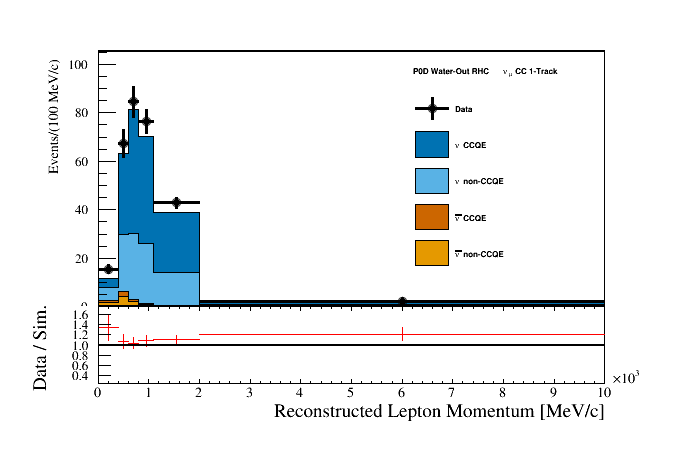 P0D Water-Out RHC ν μ CC 1-Track
Data
ν CCQE
ν non-CCQE
ν̅ CCQE
ν̅ non-CCQE
Events/(100 MeV/c)
100
80
60
40
20
0
Data / Sim.
1.6
1.4
1.2
1.0
0.8
0.6
0.4
0 1 2 3 4 5 6 7 8 9 10
×10³
Reconstructed Lepton Momentum [MeV/c]